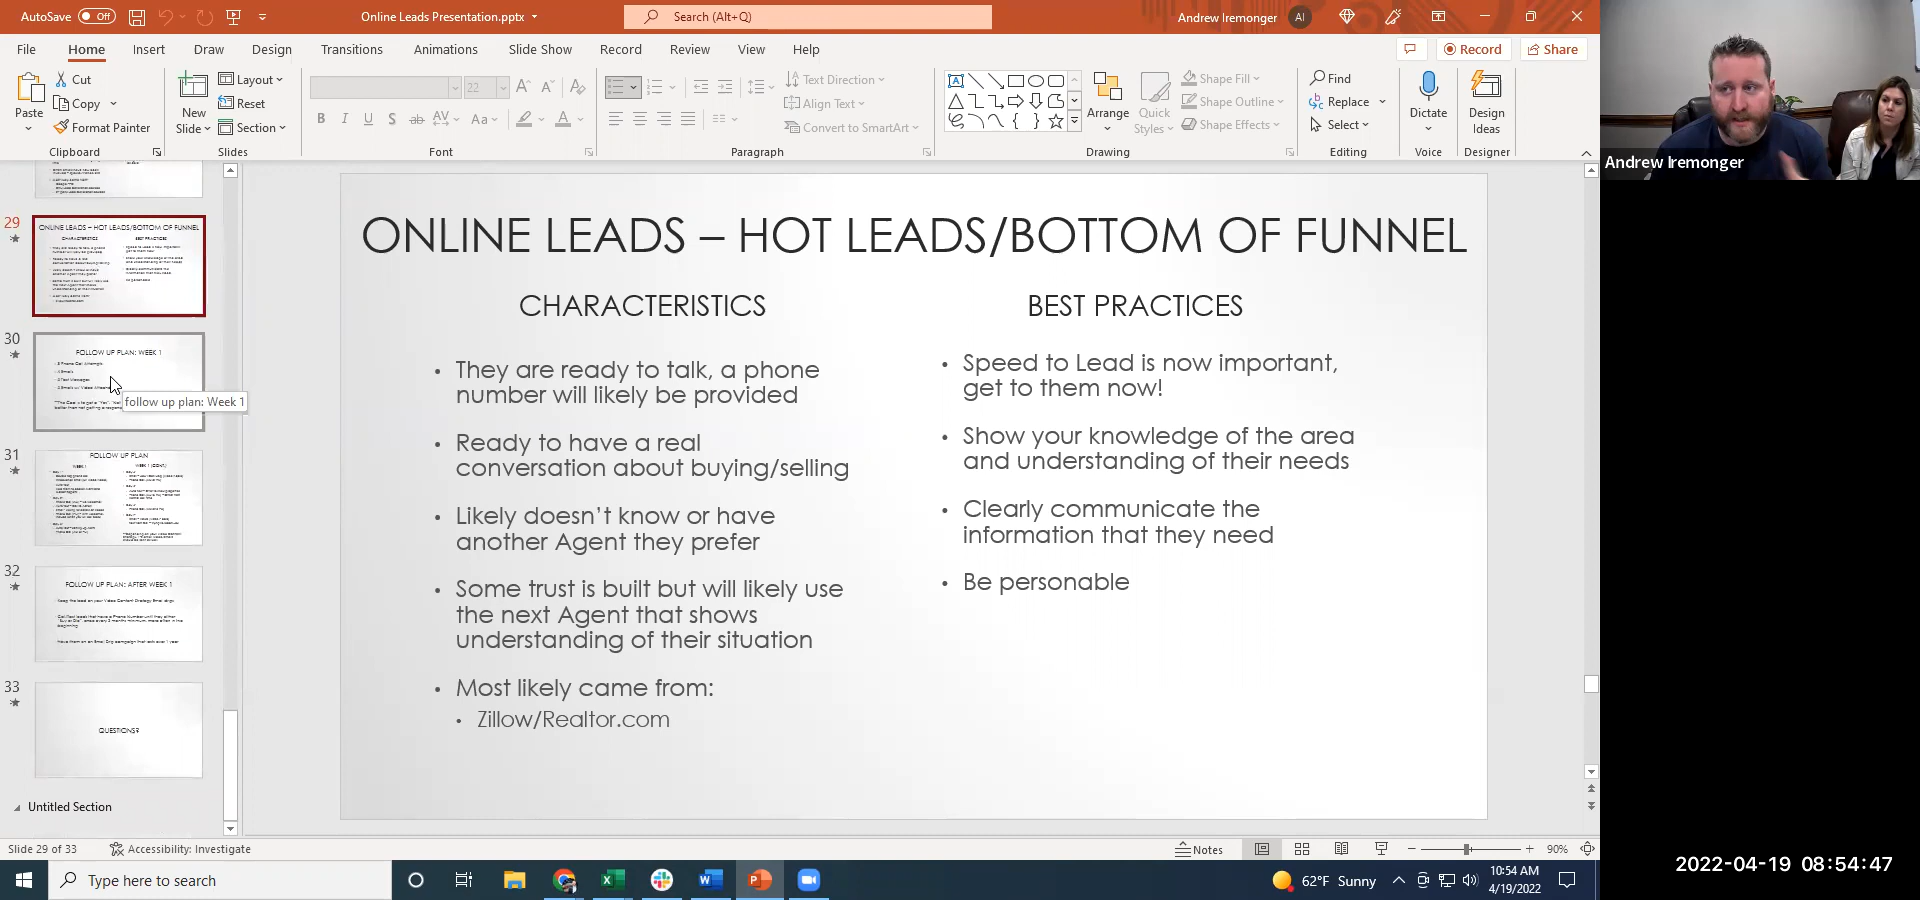 AutoSave Off Online Leads Presentation.pptx Search (Alt+Q) Andrew Iremonger AI
File Home Insert Draw Design Transitions Animations Slide Show Record Review View Help Record Share
Paste Cut Copy Format Painter Clipboard
New Slide Layout Reset Section Slides
22 Font
Text Direction Align Text Convert to SmartArt Paragraph
Arrange Quick Styles Shape Fill Shape Outline Shape Effects Drawing
Find Replace Select Editing
Dictate Voice
Design Ideas Designer
29
ONLINE LEADS – HOT LEADS/BOTTOM OF FUNNEL
CHARACTERISTICS BEST PRACTICES
30
FOLLOW UP PLAN: WEEK 1
follow up plan: Week 1
31
FOLLOW UP PLAN
32
FOLLOW UP PLAN: AFTER WEEK 1
33
QUESTIONS?
Untitled Section
ONLINE LEADS – HOT LEADS/BOTTOM OF FUNNEL
CHARACTERISTICS
• They are ready to talk, a phone
number will likely be provided
• Ready to have a real
conversation about buying/selling
• Likely doesn’t know or have
another Agent they prefer
• Some trust is built but will likely use
the next Agent that shows
understanding of their situation
• Most likely came from:
• Zillow/Realtor.com
BEST PRACTICES
• Speed to Lead is now important,
get to them now!
• Show your knowledge of the area
and understanding of their needs
• Clearly communicate the
information that they need
• Be personable
Andrew Iremonger
Slide 29 of 33 Accessibility: Investigate Notes 90%
Type here to search 62°F Sunny 10:54 AM
4/19/2022
2022-04-19 08:54:47